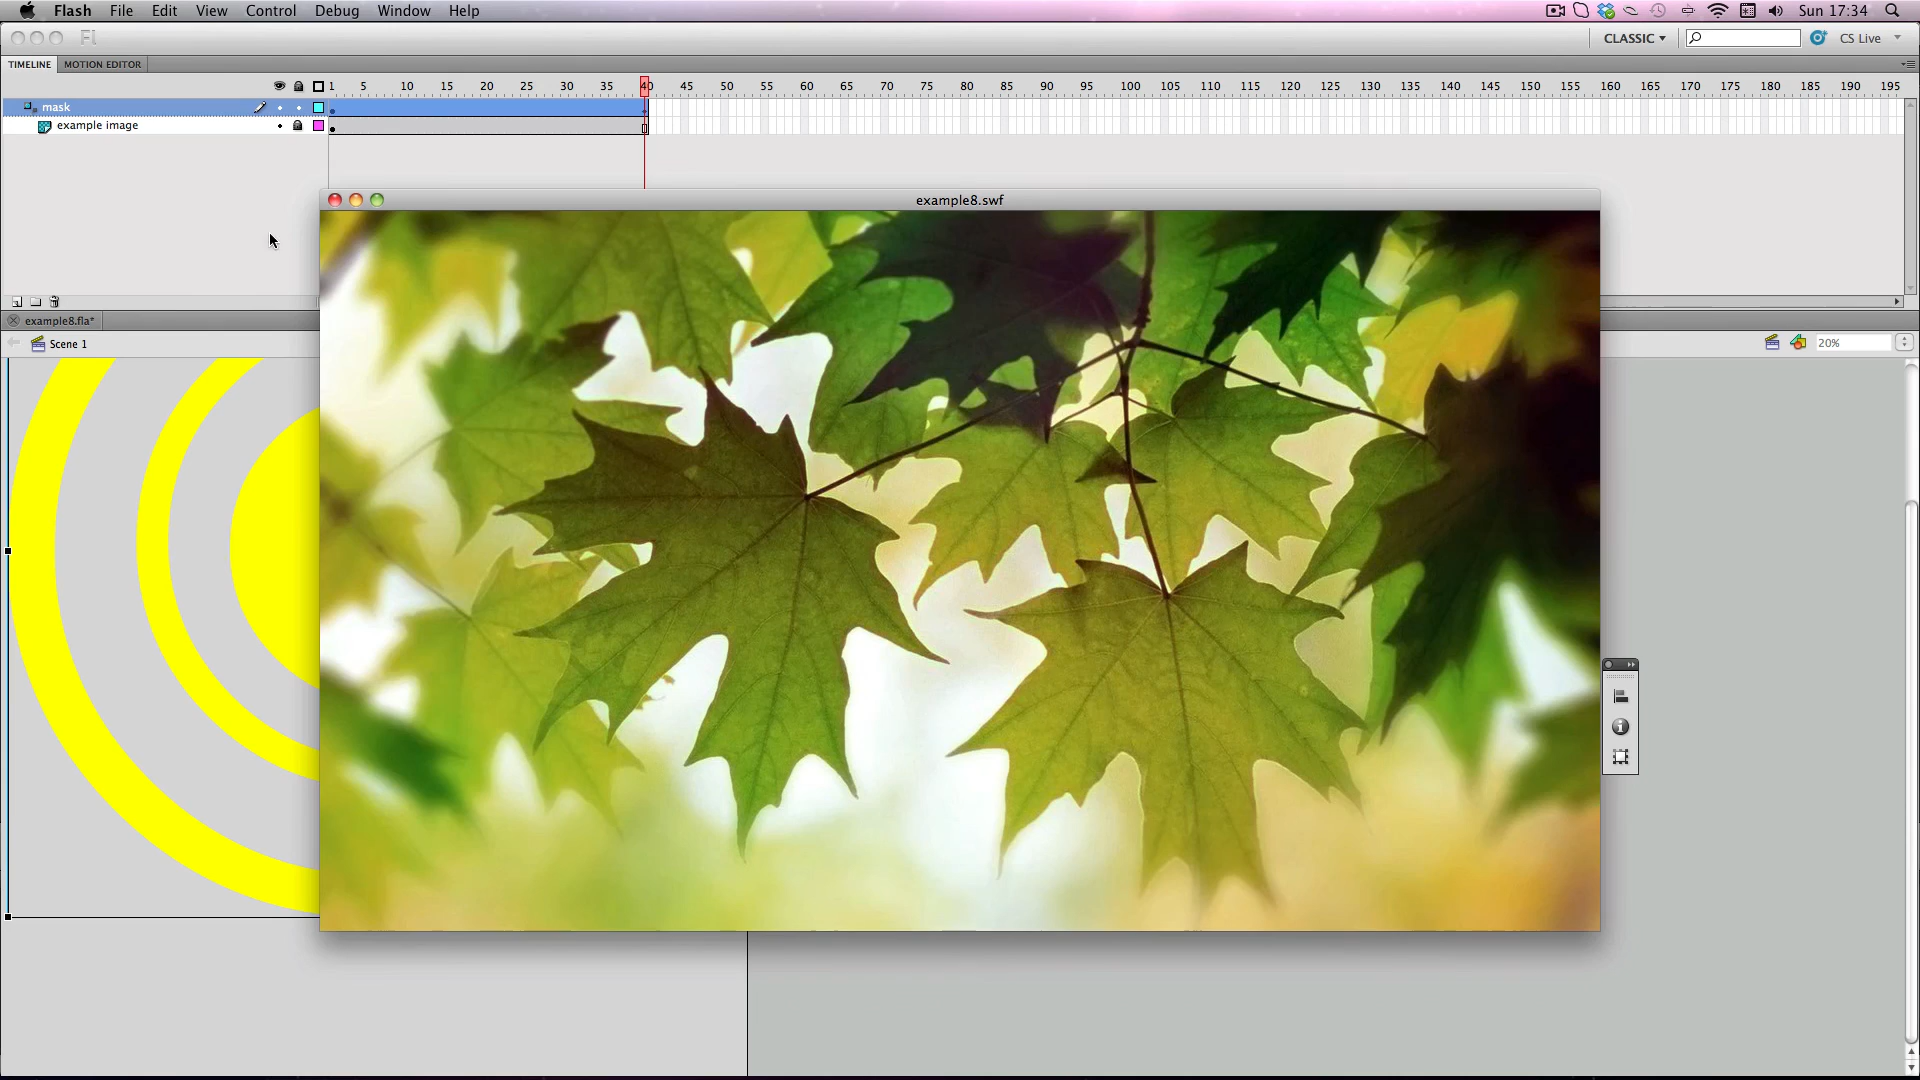 Flash File Edit View Control Debug Window Help Sun 17:34
Fl CLASSIC CS Live
TIMELINE MOTION EDITOR
1 5 10 15 20 25 30 35 40 45 50 55 60 65 70 75 80 85 90 95 100 105 110 115 120 125 130 135 140 145 150 155 160 165 170 175 180 185 190 195
mask
example image
example8.swf
example8.fla*
Scene 1 20%